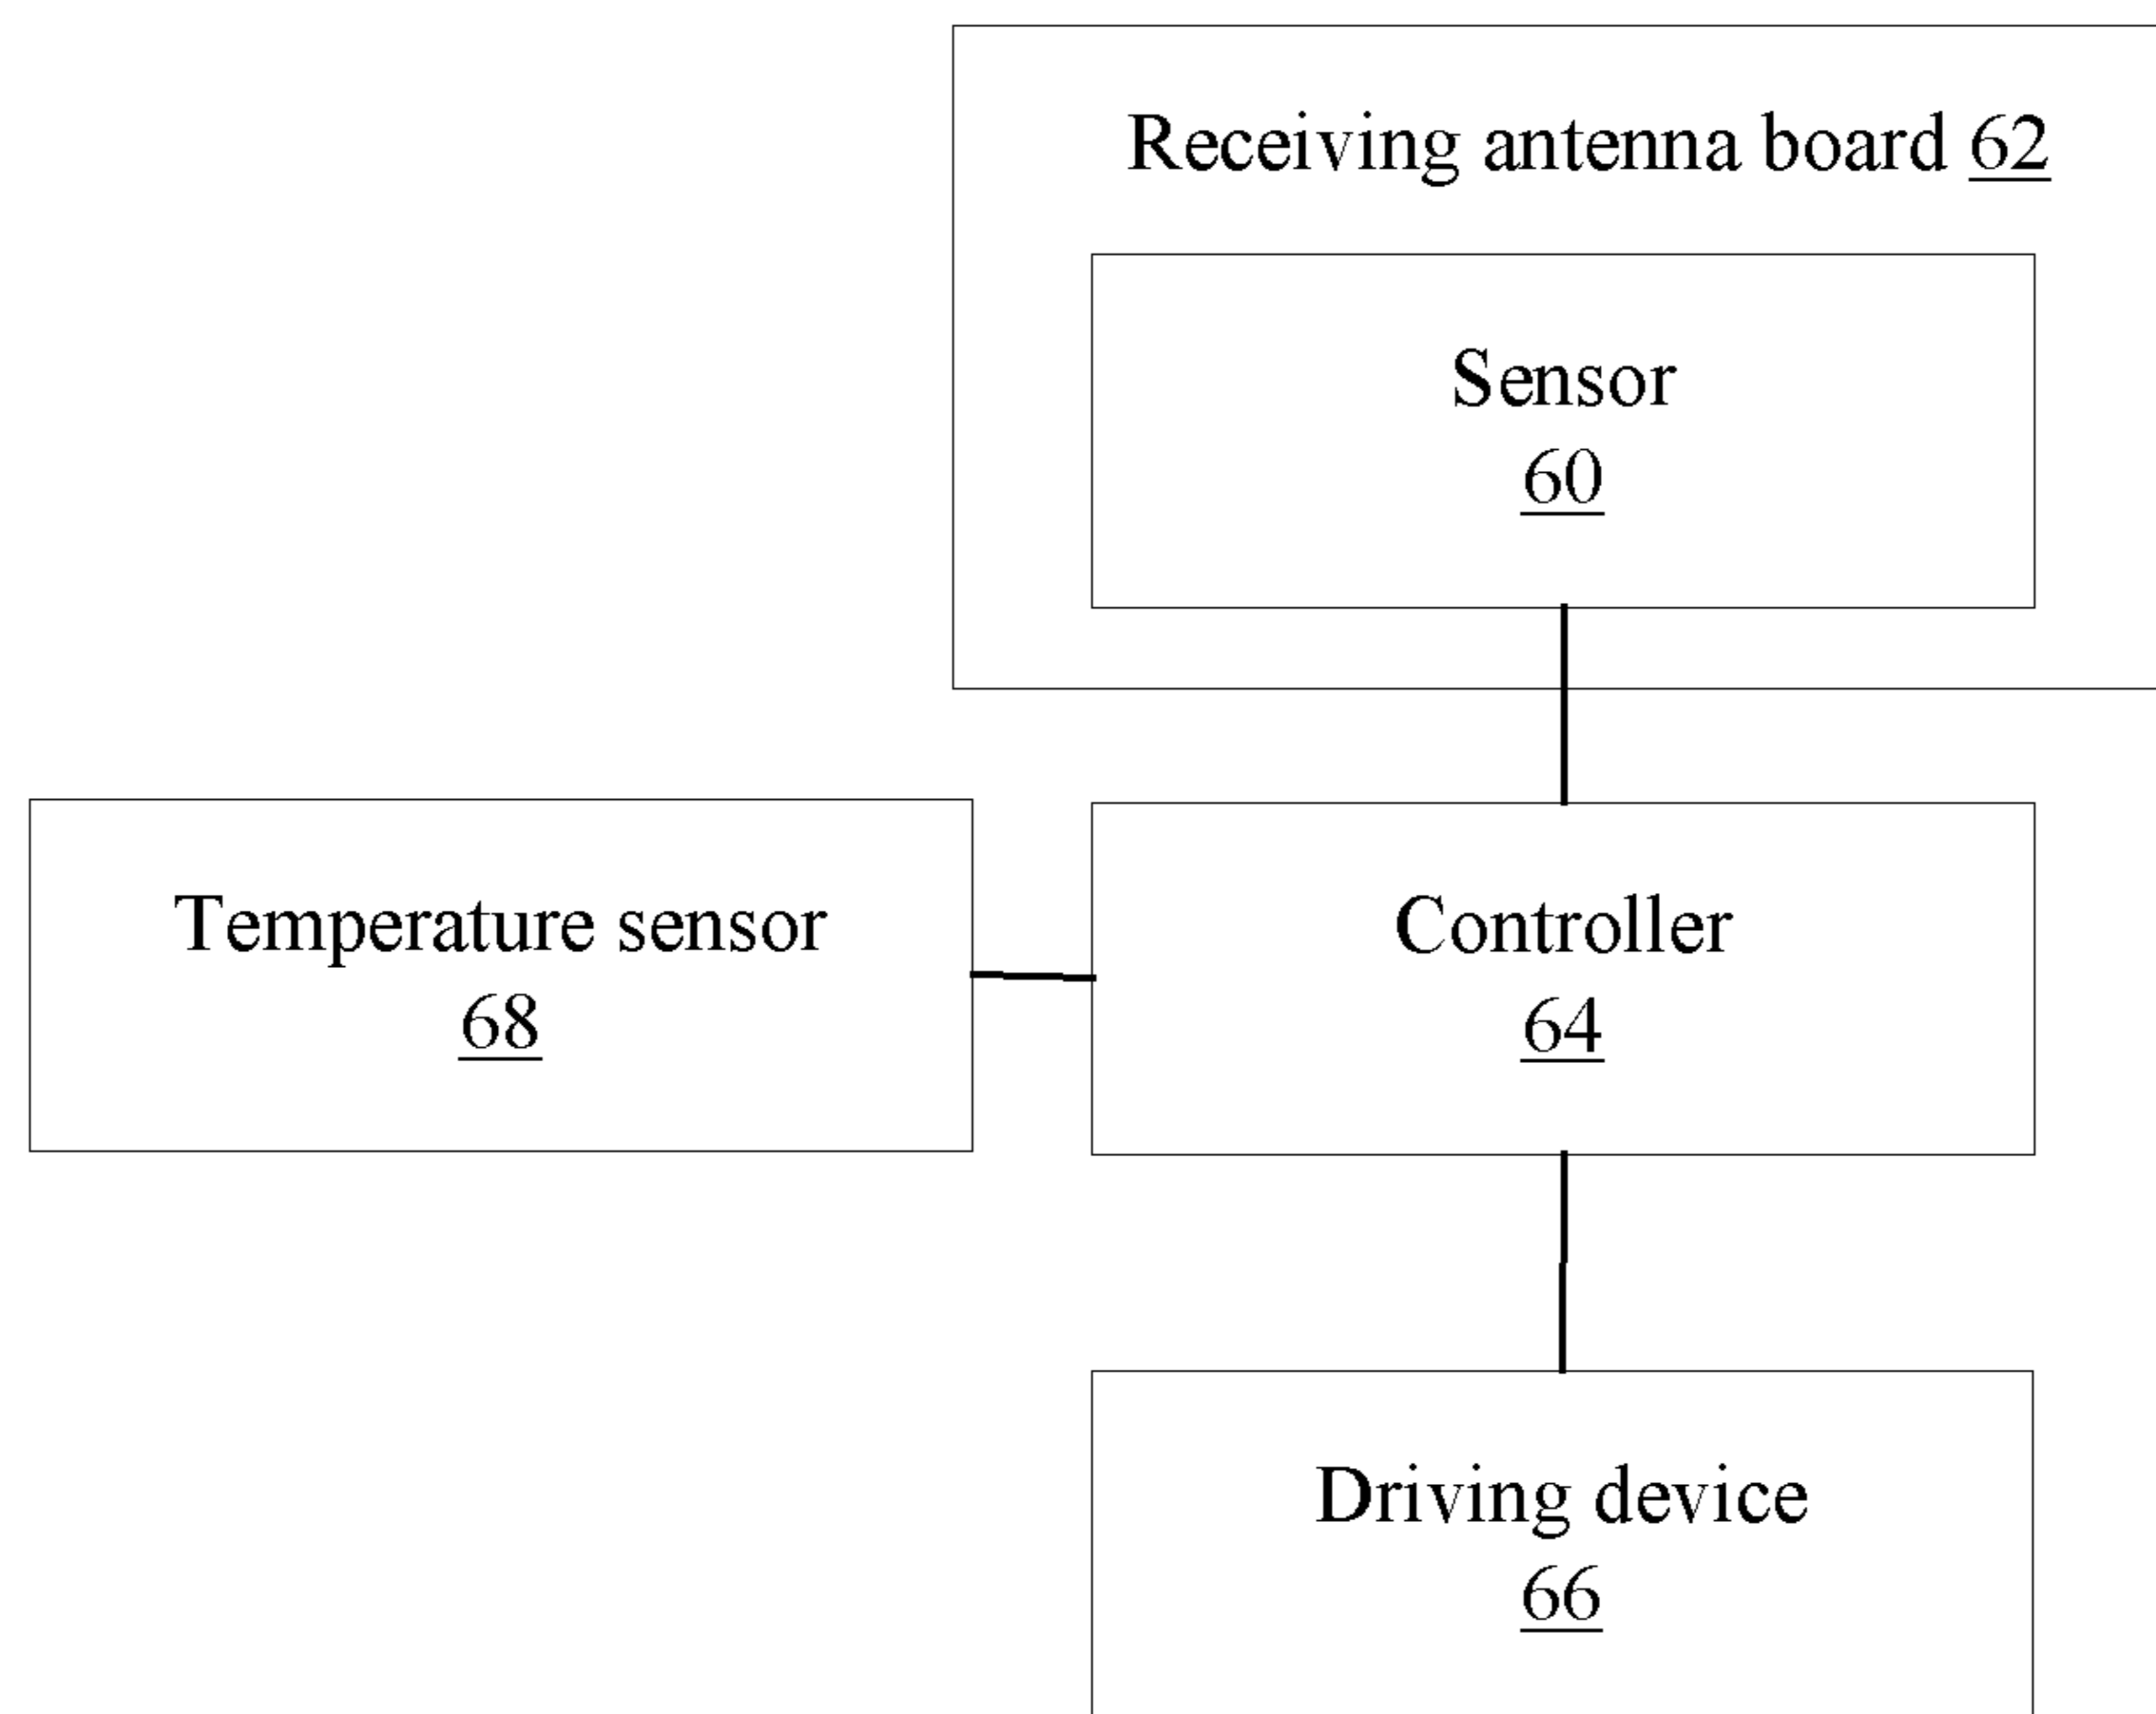 Receiving antenna board 62
Sensor
60
Temperature sensor
68
Controller
64
Driving device
66